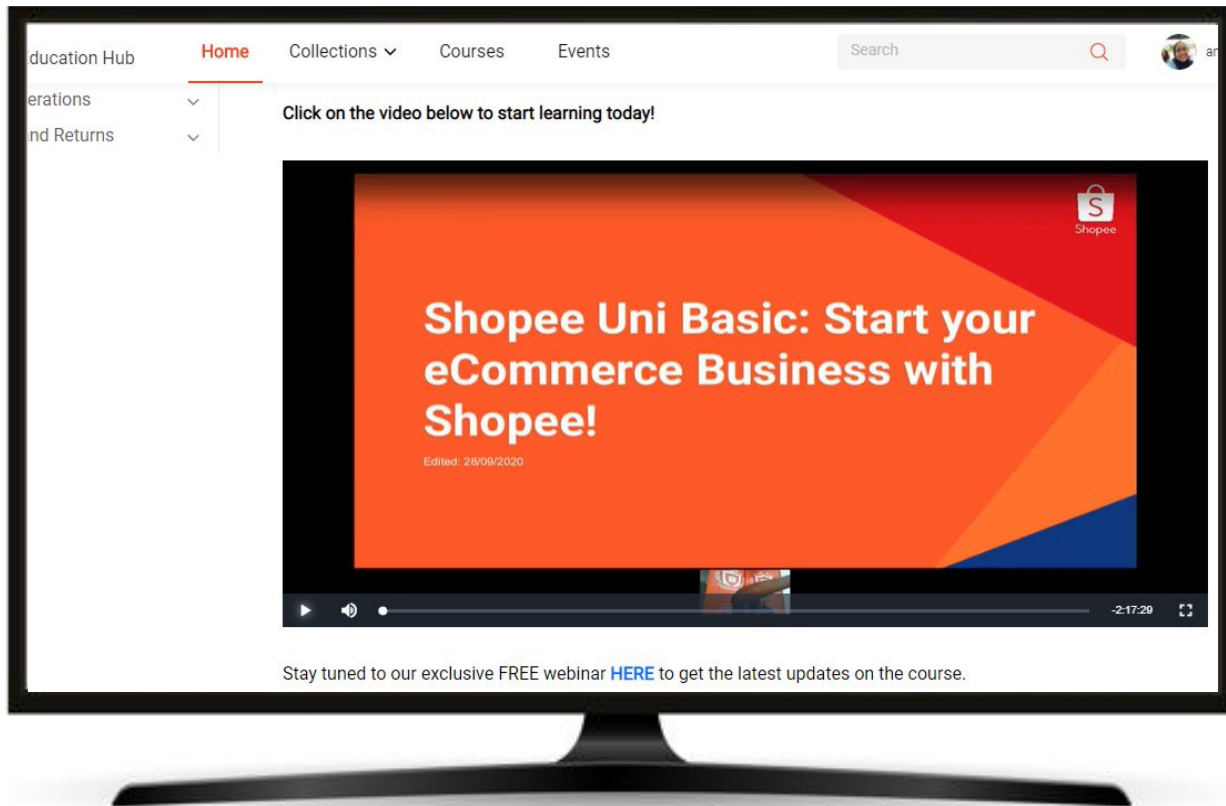 ducation Hub
Home
Collections
Courses
Events
Search
ar
erations
nd Returns
Click on the video below to start learning today!
S
Shopee
Shopee Uni Basic: Start your
eCommerce Business with
Shopee!
Edited: 28/09/2020
-2:17:29
Stay tuned to our exclusive FREE webinar HERE to get the latest updates on the course.